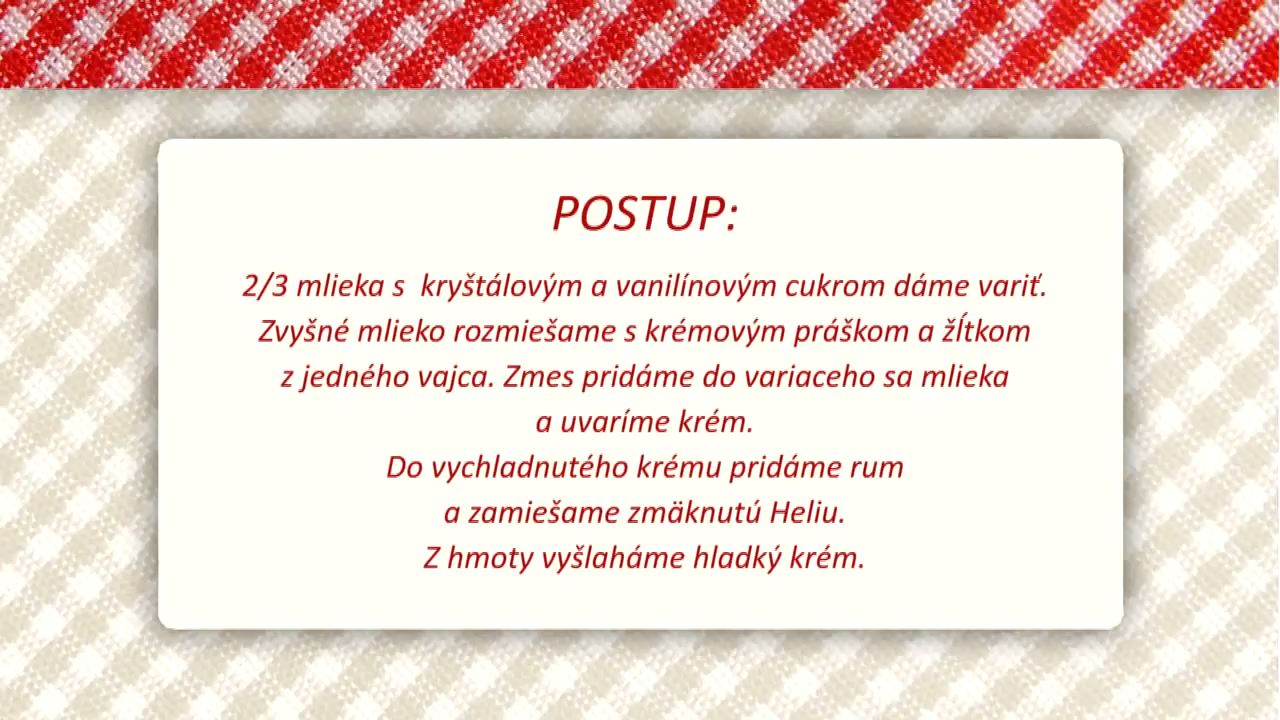 POSTUP:
2/3 mlieka s  kryštálovým a vanilínovým cukrom dáme variť.
Zvyšné mlieko rozmiešame s krémovým práškom a žĺtkom
z jedného vajca. Zmes pridáme do variaceho sa mlieka
a uvaríme krém.
Do vychladnutého krému pridáme rum
a zamiešame zmäknutú Heliu.
Z hmoty vyšlaháme hladký krém.